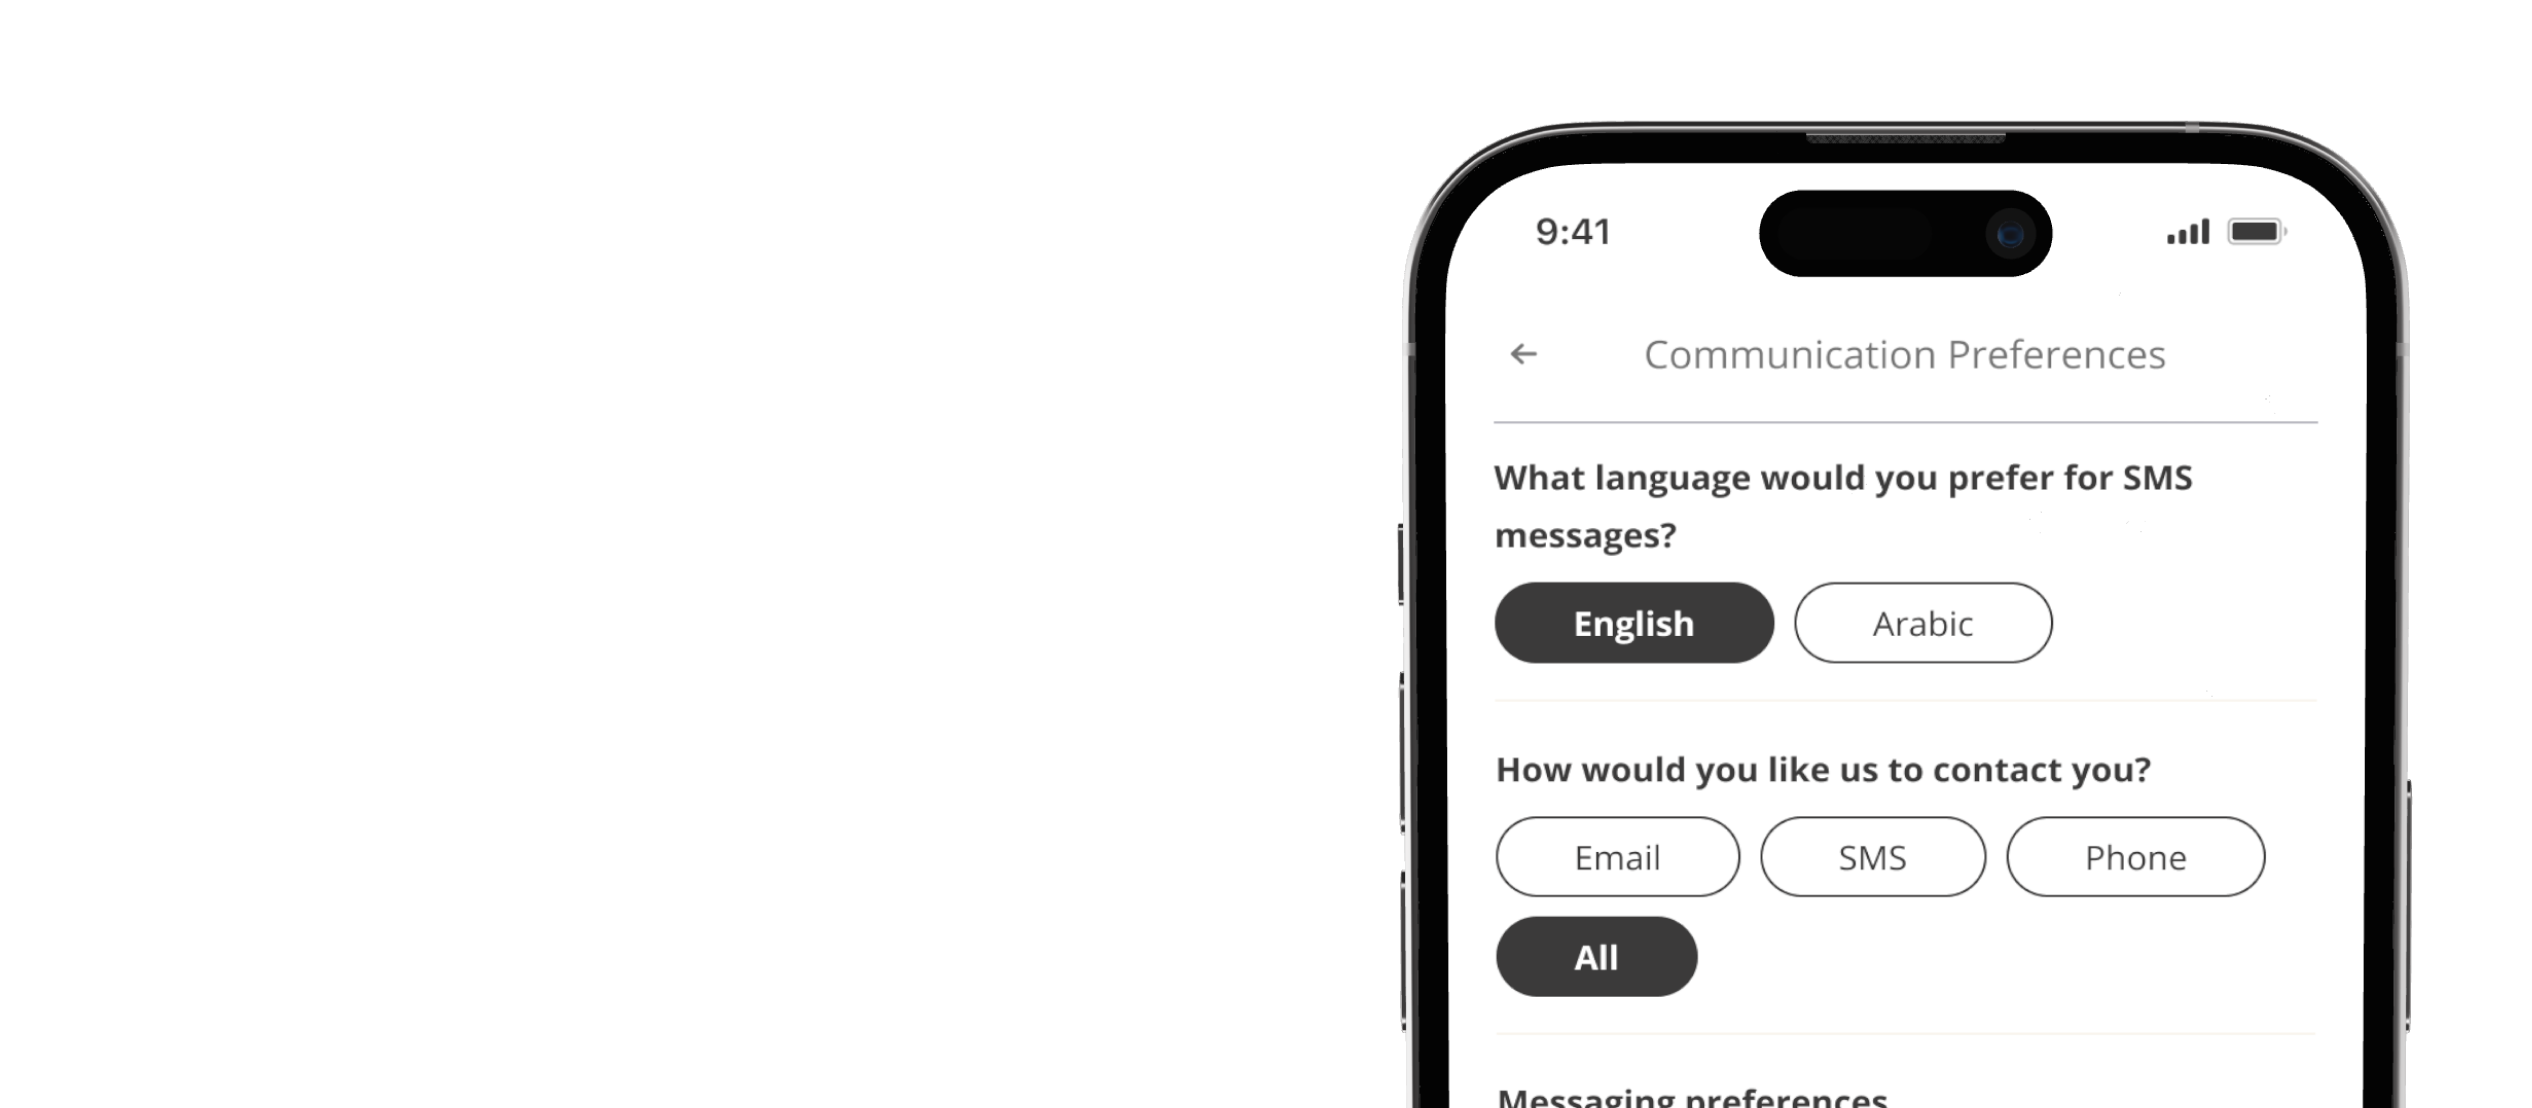 9:41
Communication Preferences
What language would you prefer for SMS
messages?
English Arabic
How would you like us to contact you?
Email SMS Phone
All
Messaging preferences